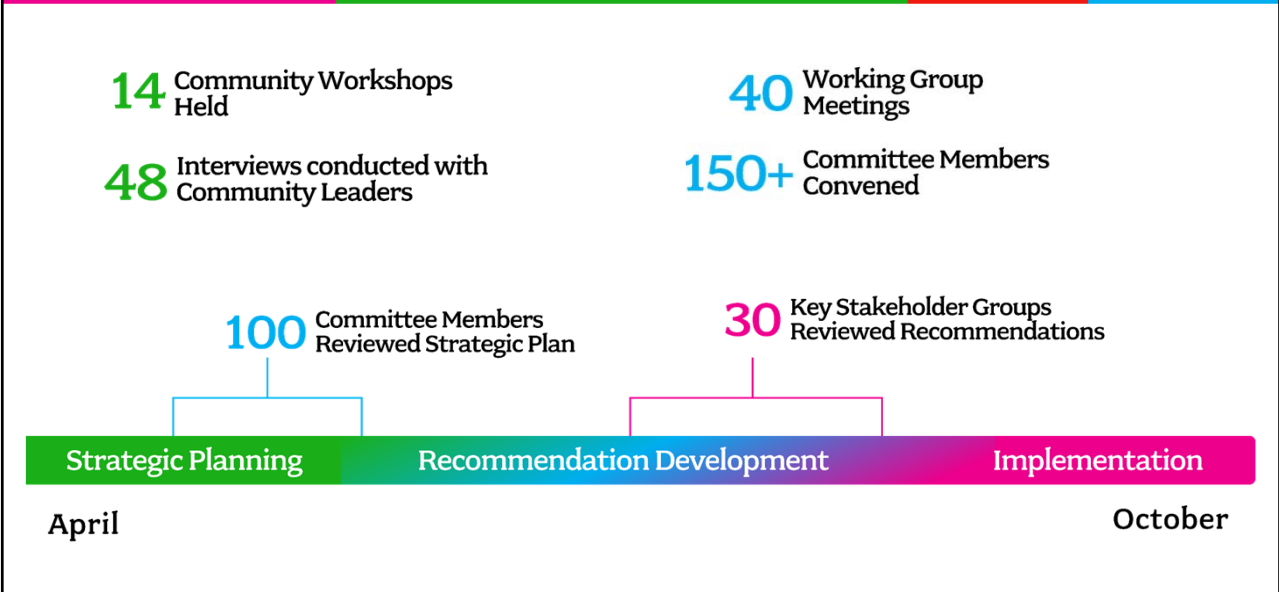 14 Community Workshops
Held
48 Interviews conducted with
Community Leaders
40 Working Group
Meetings
150+ Committee Members
Convened
100 Committee Members
Reviewed Strategic Plan
30 Key Stakeholder Groups
Reviewed Recommendations
Strategic Planning
Recommendation Development
Implementation
April
October